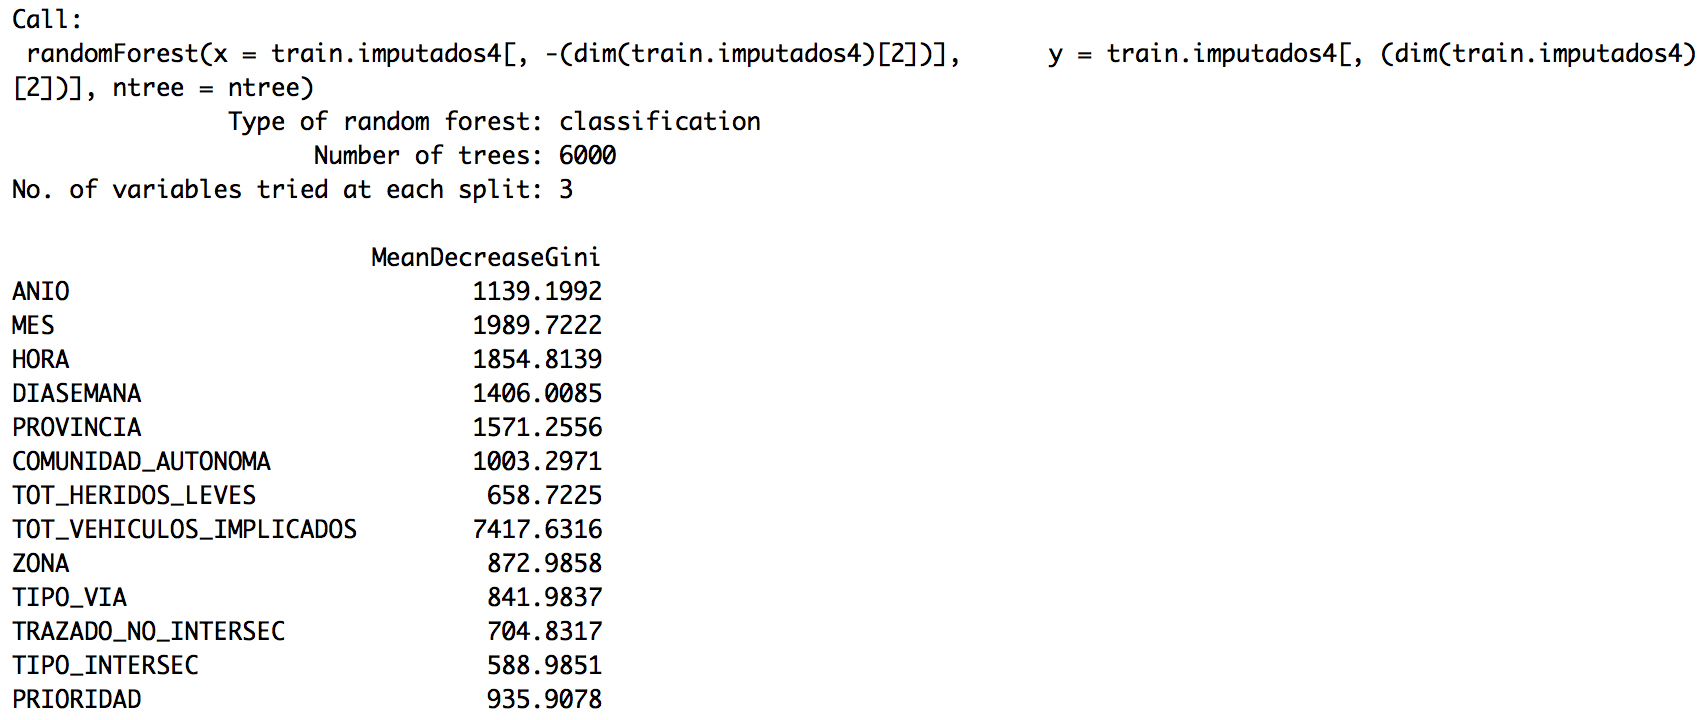 Call:
randomForest(x = train.imputados4[, -(dim(train.imputados4)[2])],      y = train.imputados4[, (dim(train.imputados4)
[2])], ntree = ntree)
Type of random forest: classification
Number of trees: 6000
No. of variables tried at each split: 3
MeanDecreaseGini
ANIO 1139.1992
MES 1989.7222
HORA 1854.8139
DIASEMANA 1406.0085
PROVINCIA 1571.2556
COMUNIDAD_AUTONOMA 1003.2971
TOT_HERIDOS_LEVES 658.7225
TOT_VEHICULOS_IMPLICADOS 7417.6316
ZONA 872.9858
TIPO_VIA 841.9837
TRAZADO_NO_INTERSEC 704.8317
TIPO_INTERSEC 588.9851
PRIORIDAD 935.9078